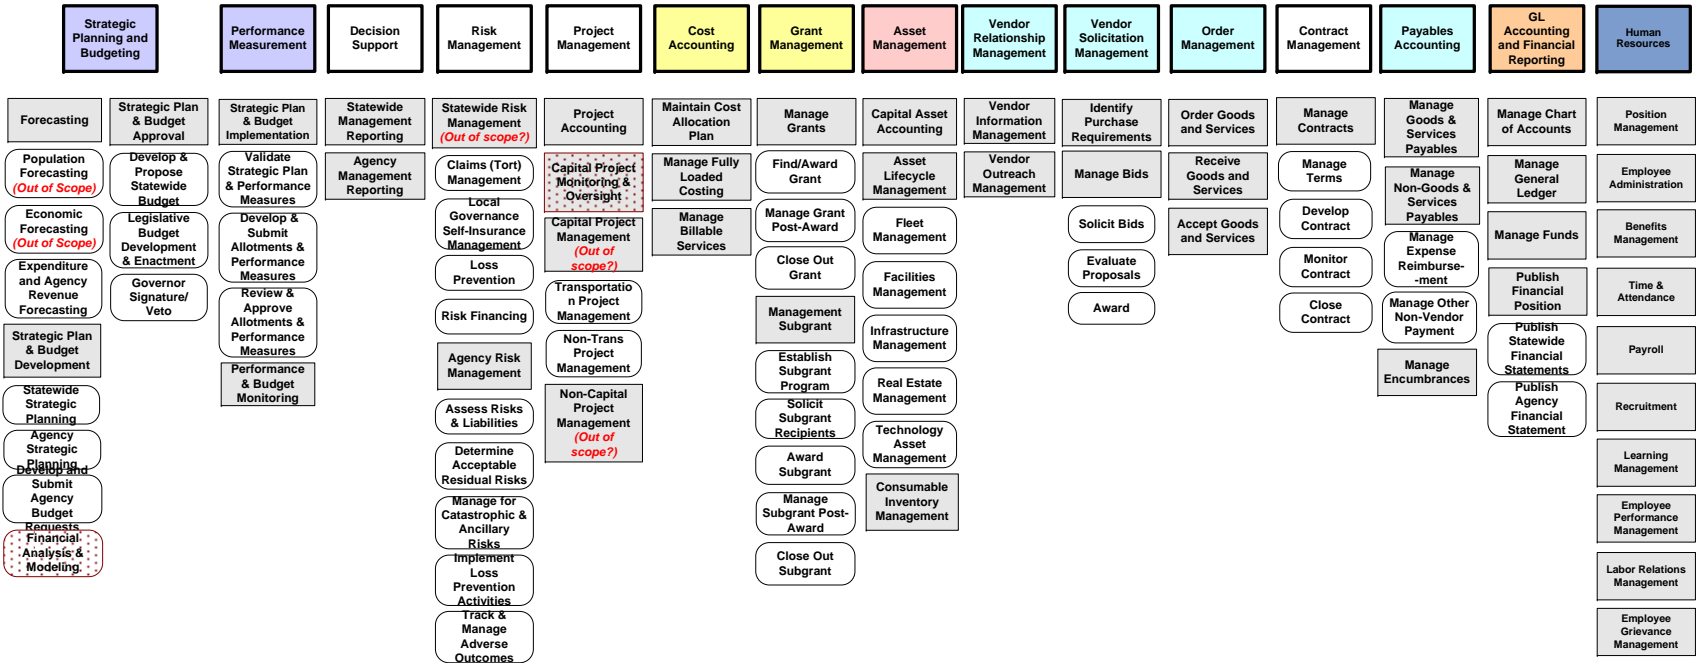 Strategic
Planning and
Budgeting
Performance
Measurement
Decision
Support
Risk
Management
Project
Management
Cost
Accounting
Grant
Management
Asset
Management
Vendor
Relationship
Management
Vendor
Solicitation
Management
Order
Management
Contract
Management
Payables
Accounting
GL
Accounting
and Financial
Reporting
Human
Resources
Forecasting
Population
Forecasting
(Out of Scope)
Economic
Forecasting
(Out of Scope)
Expenditure
and Agency
Revenue
Forecasting
Strategic Plan
& Budget
Development
Statewide
Strategic
Planning
Agency
Strategic
Planning
Develop and
Submit
Agency
Budget
Requests
Financial
Analysis &
Modeling
Strategic Plan
& Budget
Approval
Develop &
Propose
Statewide
Budget
Legislative
Budget
Development
& Enactment
Governor
Signature/
Veto
Strategic Plan
& Budget
Implementation
Validate
Strategic Plan
& Performance
Measures
Develop &
Submit
Allotments &
Performance
Measures
Review &
Approve
Allotments &
Performance
Measures
Performance
& Budget
Monitoring
Statewide
Management
Reporting
Agency
Management
Reporting
Statewide Risk
Management
(Out of scope?)
Claims (Tort)
Management
Local
Governance
Self-Insurance
Management
Loss
Prevention
Risk Financing
Agency Risk
Management
Assess Risks
& Liabilities
Determine
Acceptable
Residual Risks
Manage for
Catastrophic &
Ancillary
Risks
Implement
Loss
Prevention
Activities
Track &
Manage
Adverse
Outcomes
Project
Accounting
Capital Project
Monitoring &
Oversight
Capital Project
Management
(Out of
scope?)
Transportatio
n Project
Management
Non-Trans
Project
Management
Non-Capital
Project
Management
(Out of
scope?)
Maintain Cost
Allocation
Plan
Manage Fully
Loaded
Costing
Manage
Billable
Services
Manage
Grants
Find/Award
Grant
Manage Grant
Post-Award
Close Out
Grant
Management
Subgrant
Establish
Subgrant
Program
Solicit
Subgrant
Recipients
Award
Subgrant
Manage
Subgrant Post-
Award
Close Out
Subgrant
Capital Asset
Accounting
Asset
Lifecycle
Management
Fleet
Management
Facilities
Management
Infrastructure
Management
Real Estate
Management
Technology
Asset
Management
Consumable
Inventory
Management
Vendor
Information
Management
Vendor
Outreach
Management
Identify
Purchase
Requirements
Manage Bids
Solicit Bids
Evaluate
Proposals
Award
Order Goods
and Services
Receive
Goods and
Services
Accept Goods
and Services
Manage
Contracts
Manage
Terms
Develop
Contract
Monitor
Contract
Close
Contract
Manage
Goods &
Services
Payables
Manage
Non-Goods &
Services
Payables
Manage
Expense
Reimburse-
-ment
Manage Other
Non-Vendor
Payment
Manage
Encumbrances
Manage Chart
of Accounts
Manage
General
Ledger
Manage Funds
Publish
Financial
Position
Publish
Statewide
Financial
Statements
Publish
Agency
Financial
Statement
Position
Management
Employee
Administration
Benefits
Management
Time &
Attendance
Payroll
Recruitment
Learning
Management
Employee
Performance
Management
Labor Relations
Management
Employee
Grievance
Management